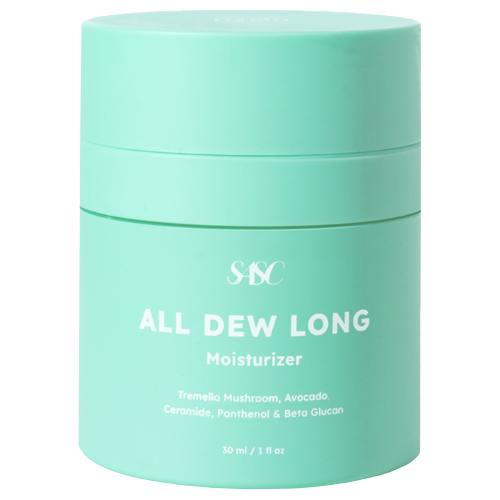 SASC
ALL DEW LONG
Moisturizer
Tremella Mushroom, Avocado,
Ceramide, Panthenol & Beta Glucan
30 ml / 1 fl oz